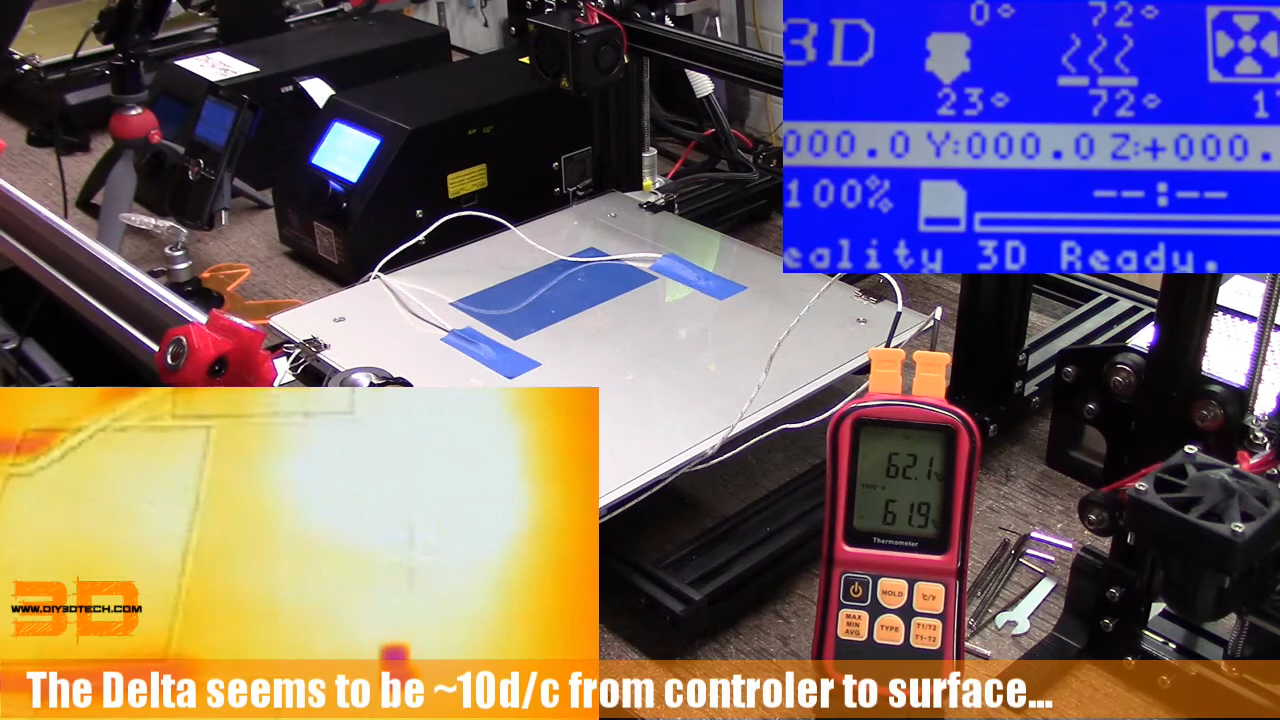 0° 72°
3D
23° 72°
000.0 Y:000.0 Z:+000.
100% --:--
eality 3D Ready.
62.1
61.9
Thermometer
HOLD
°C/F
MAX
MIN
AVG
TYPE
T1/T2
T1-T2
3D
WWW.DIY3DTECH.COM
The Delta seems to be ~10d/c from controler to surface...